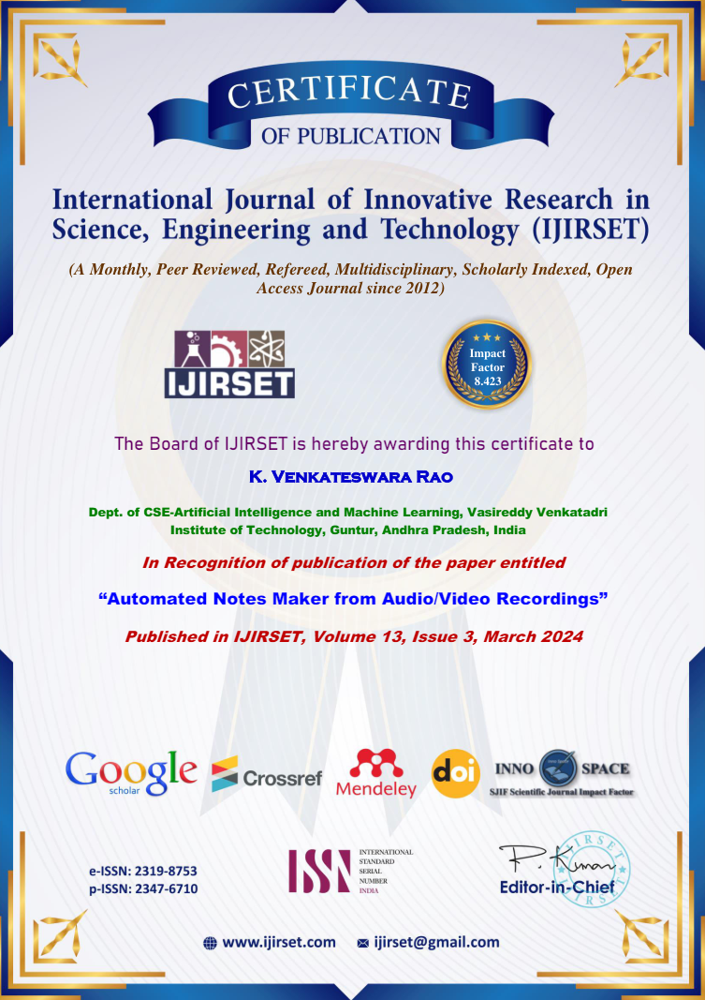 CERTIFICATE
OF PUBLICATION
International Journal of Innovative Research in
Science, Engineering and Technology (IJIRSET)
(A Monthly, Peer Reviewed, Refereed, Multidisciplinary, Scholarly Indexed, Open
Access Journal since 2012)
IJIRSET
Impact
Factor
8.423
The Board of IJIRSET is hereby awarding this certificate to
K. Venkateswara Rao
Dept. of CSE-Artificial Intelligence and Machine Learning, Vasireddy Venkatadri
Institute of Technology, Guntur, Andhra Pradesh, India
In Recognition of publication of the paper entitled
“Automated Notes Maker from Audio/Video Recordings”
Published in IJIRSET, Volume 13, Issue 3, March 2024
Google
scholar
Crossref
Mendeley
doi
INNO SPACE
SJIF Scientific Journal Impact Factor
e-ISSN: 2319-8753
p-ISSN: 2347-6710
ISSN
INTERNATIONAL
STANDARD
SERIAL
NUMBER
INDIA
P. Kumar
IJIRSET
IJIRSET
Editor-in-Chief
www.ijirset.com ijirset@gmail.com